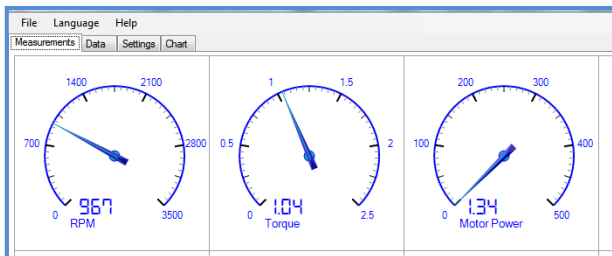 File Language Help
Measurements Data Settings Chart
1400 2100
700 2800
0 967 3500
RPM
1 1.5
0.5 2
0 1.04 2.5
Torque
200 300
100 400
0 1.34 500
Motor Power